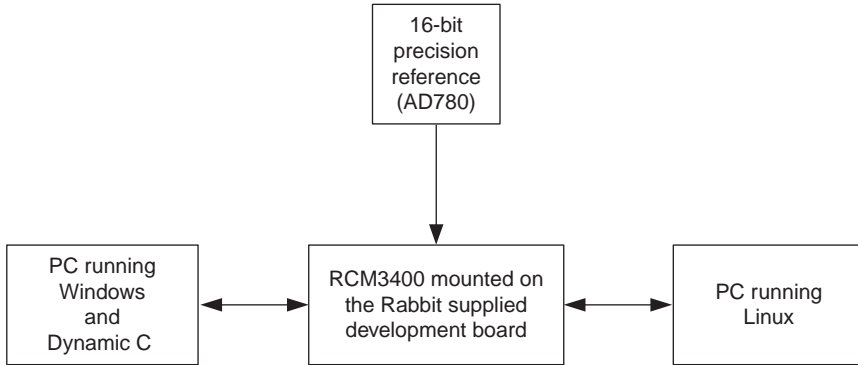 16-bit
precision
reference
(AD780)
PC running
Windows
and
Dynamic C
RCM3400 mounted on
the Rabbit supplied
development board
PC running
Linux